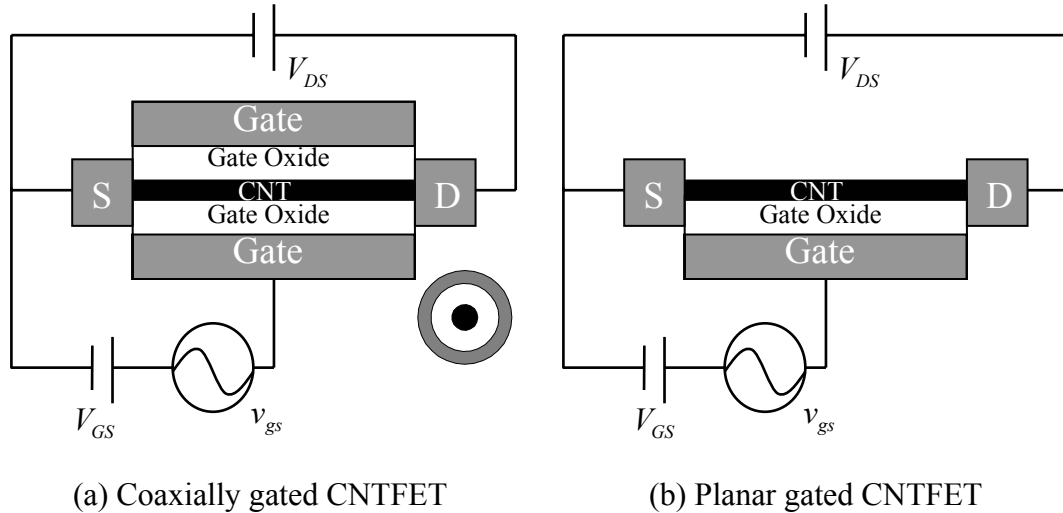 V_DS
Gate
Gate Oxide
S
CNT
D
Gate Oxide
Gate
V_GS
v_gs
(a) Coaxially gated CNTFET
V_DS
S
CNT
D
Gate Oxide
Gate
V_GS
v_gs
(b) Planar gated CNTFET